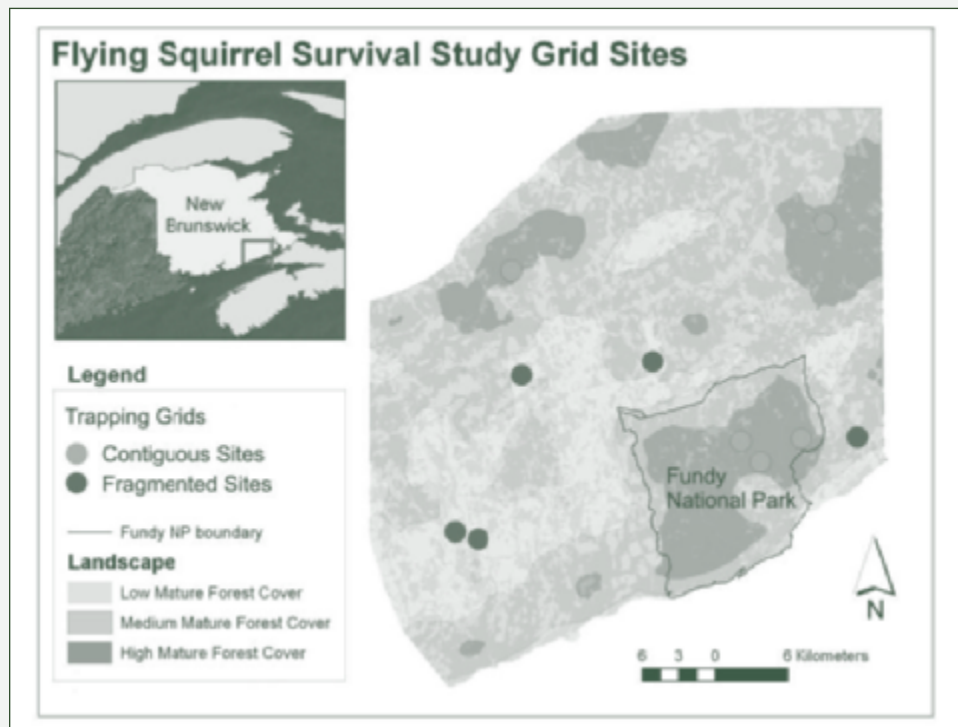 Flying Squirrel Survival Study Grid Sites
New
Brunswick
Legend
Trapping Grids
Contiguous Sites
Fragmented Sites
Fundy NP boundary
Landscape
Low Mature Forest Cover
Medium Mature Forest Cover
High Mature Forest Cover
Fundy
National Park
N
6 3 0 6 Kilometers